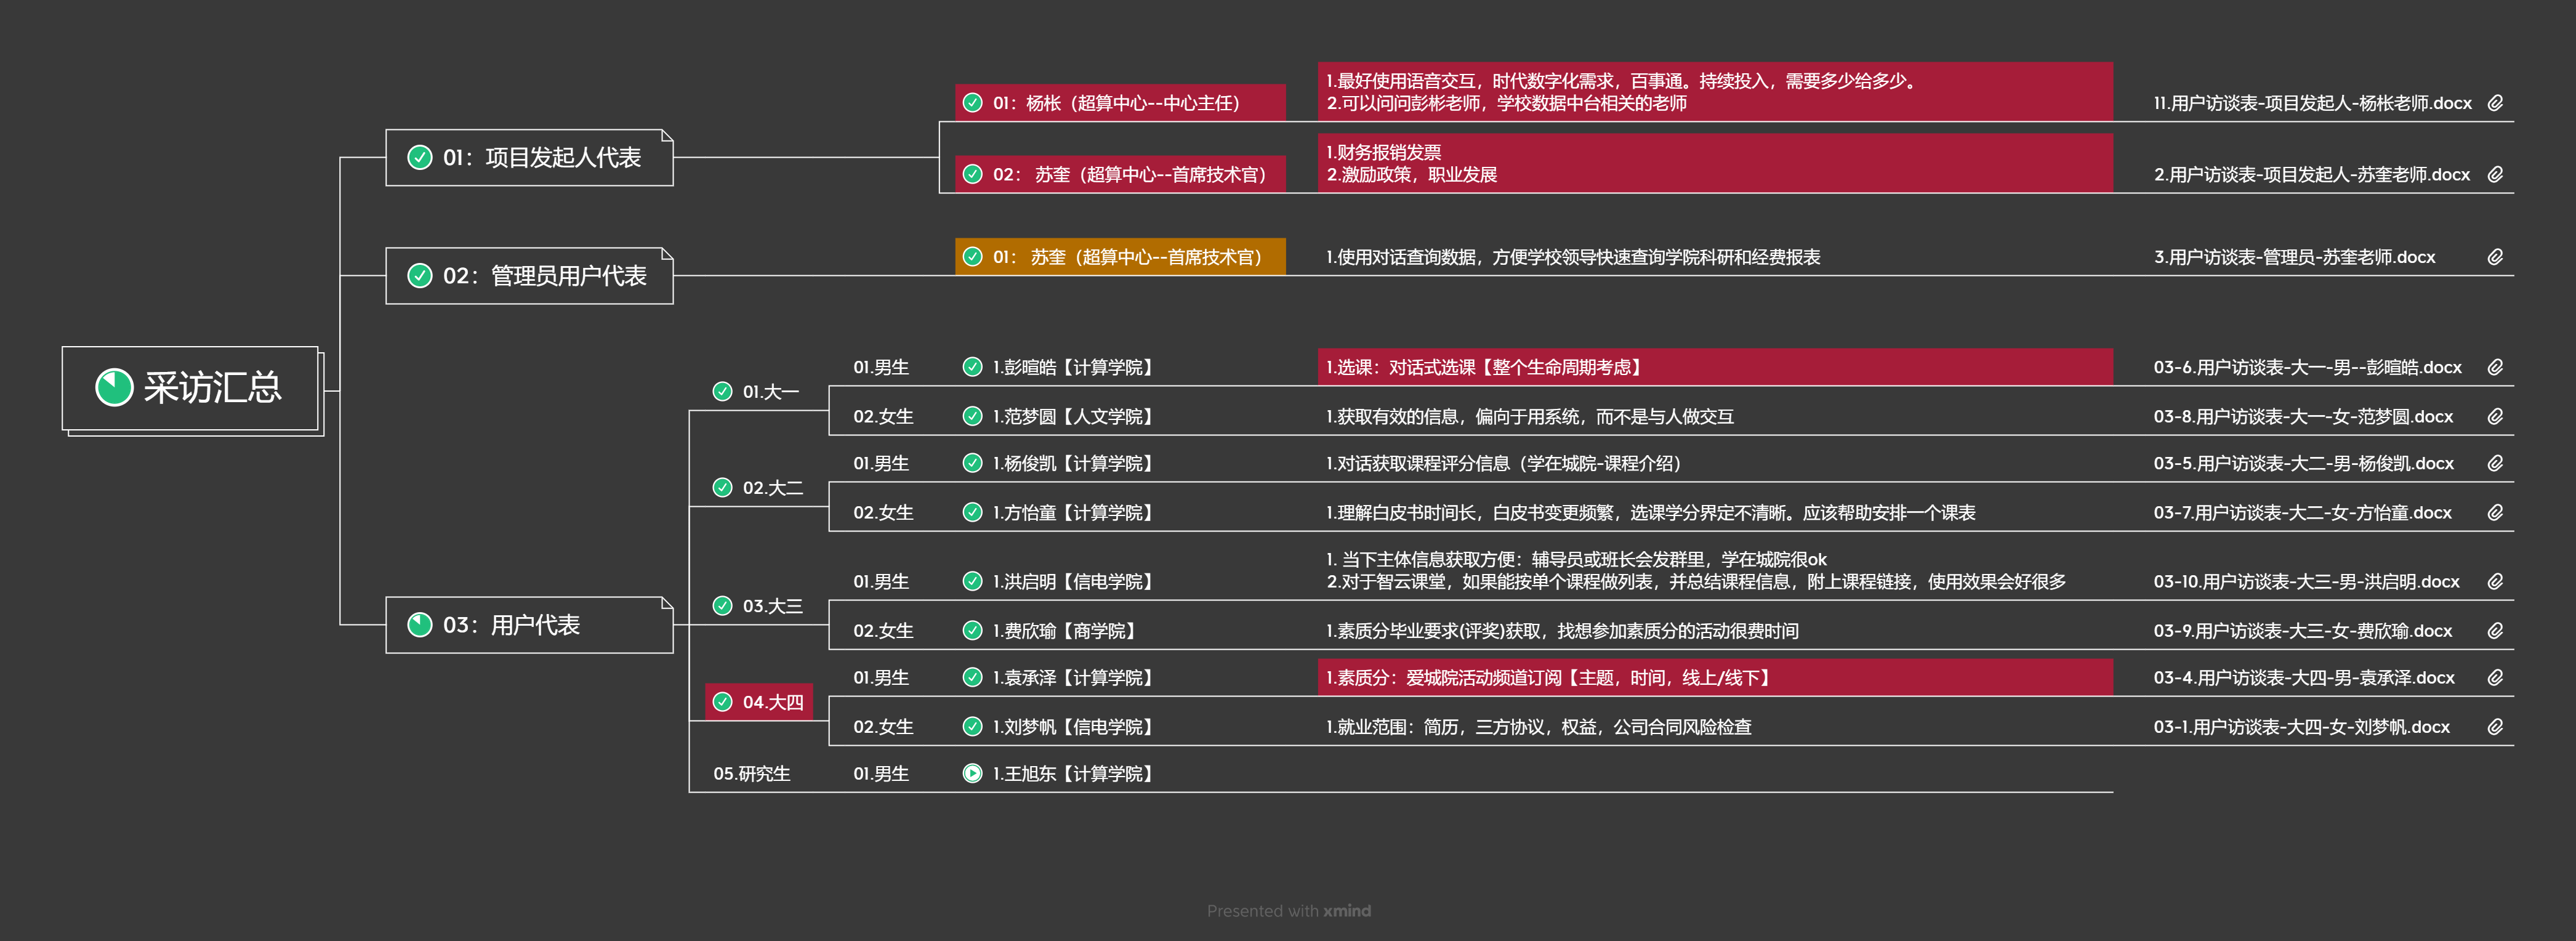 采访汇总
01：项目发起人代表
01：杨枨（超算中心--中心主任）
1.最好使用语音交互，时代数字化需求，百事通。持续投入，需要多少给多少。
2.可以问问彭彬老师，学校数据中台相关的老师
11.用户访谈表-项目发起人-杨枨老师.docx
02： 苏奎（超算中心--首席技术官）
1.财务报销发票
2.激励政策，职业发展
2.用户访谈表-项目发起人-苏奎老师.docx
02：管理员用户代表
01： 苏奎（超算中心--首席技术官）
1.使用对话查询数据，方便学校领导快速查询学院科研和经费报表
3.用户访谈表-管理员-苏奎老师.docx
03：用户代表
01.大一
01.男生
1.彭暄皓【计算学院】
1.选课：对话式选课【整个生命周期考虑】
03-6.用户访谈表-大一-男--彭暄皓.docx
02.女生
1.范梦圆【人文学院】
1.获取有效的信息，偏向于用系统，而不是与人做交互
03-8.用户访谈表-大一-女-范梦圆.docx
02.大二
01.男生
1.杨俊凯【计算学院】
1.对话获取课程评分信息（学在城院-课程介绍）
03-5.用户访谈表-大二-男-杨俊凯.docx
02.女生
1.方怡童【计算学院】
1.理解白皮书时间长，白皮书变更频繁，选课学分界定不清晰。应该帮助安排一个课表
03-7.用户访谈表-大二-女-方怡童.docx
03.大三
01.男生
1.洪启明【信电学院】
1. 当下主体信息获取方便：辅导员或班长会发群里，学在城院很ok
2.对于智云课堂，如果能按单个课程做列表，并总结课程信息，附上课程链接，使用效果会好很多
03-10.用户访谈表-大三-男-洪启明.docx
02.女生
1.费欣瑜【商学院】
1.素质分毕业要求(评奖)获取，找想参加素质分的活动很费时间
03-9.用户访谈表-大三-女-费欣瑜.docx
04.大四
01.男生
1.袁承泽【计算学院】
1.素质分：爱城院活动频道订阅【主题，时间，线上/线下】
03-4.用户访谈表-大四-男-袁承泽.docx
02.女生
1.刘梦帆【信电学院】
1.就业范围：简历，三方协议，权益，公司合同风险检查
03-1.用户访谈表-大四-女-刘梦帆.docx
05.研究生
01.男生
1.王旭东【计算学院】
Presented with xmind